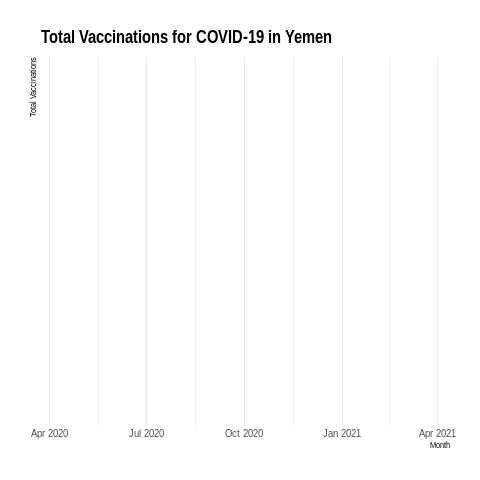 Total Vaccinations for COVID-19 in Yemen
Total Vaccinations
Apr 2020 Jul 2020 Oct 2020 Jan 2021 Apr 2021
Month